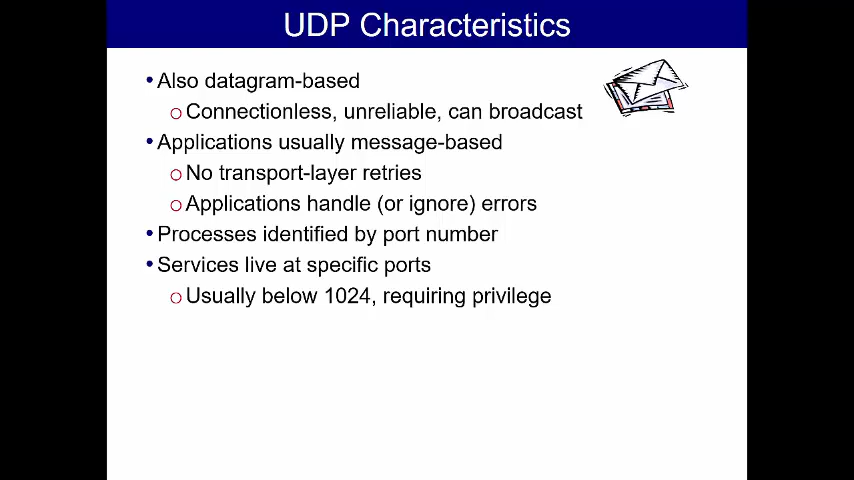 UDP Characteristics
• Also datagram-based
○ Connectionless, unreliable, can broadcast
• Applications usually message-based
○ No transport-layer retries
○ Applications handle (or ignore) errors
• Processes identified by port number
• Services live at specific ports
○ Usually below 1024, requiring privilege